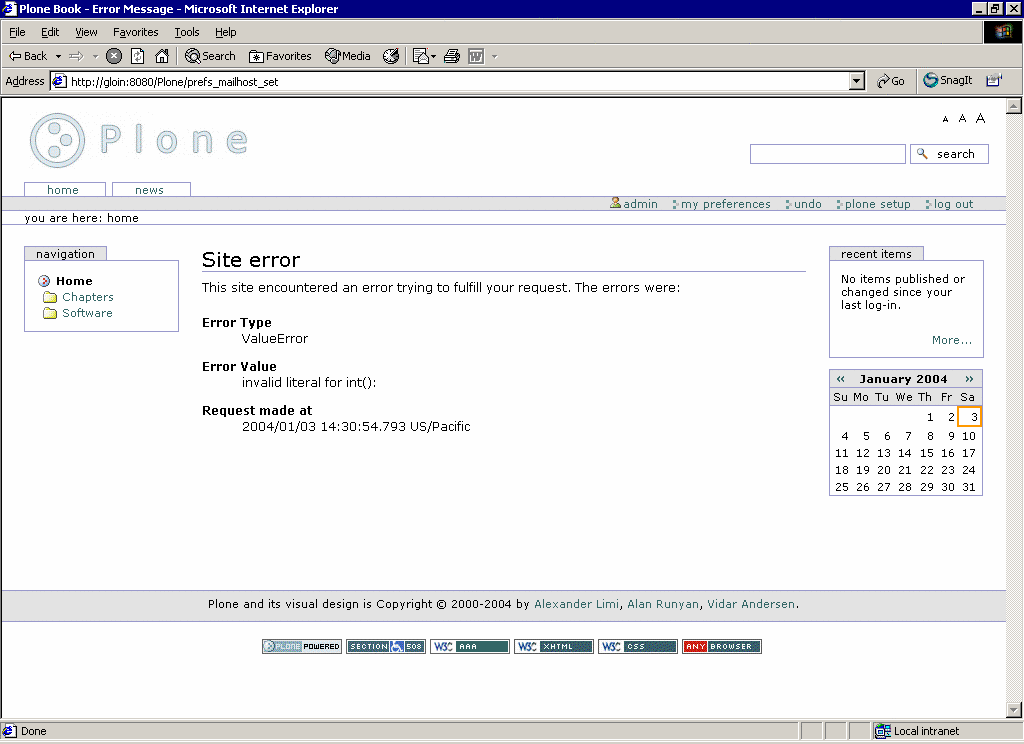 Plone Book - Error Message - Microsoft Internet Explorer
File Edit View Favorites Tools Help
Back Search Favorites Media
Address http://gloin:8080/Plone/prefs_mailhost_set Go SnagIt
A A A
Plone
search
home news
admin my preferences undo plone setup log out
you are here: home
navigation
Home
Chapters
Software
Site error
This site encountered an error trying to fulfill your request. The errors were:
Error Type
ValueError
Error Value
invalid literal for int():
Request made at
2004/01/03 14:30:54.793 US/Pacific
recent items
No items published or
changed since your
last log-in.
More...
« January 2004 »
Su Mo Tu We Th Fr Sa
1 2 3
4 5 6 7 8 9 10
11 12 13 14 15 16 17
18 19 20 21 22 23 24
25 26 27 28 29 30 31
Plone and its visual design is Copyright © 2000-2004 by Alexander Limi, Alan Runyan, Vidar Andersen.
PLONE POWERED SECTION 508 W3C AAA W3C XHTML W3C CSS ANY BROWSER
Done Local intranet